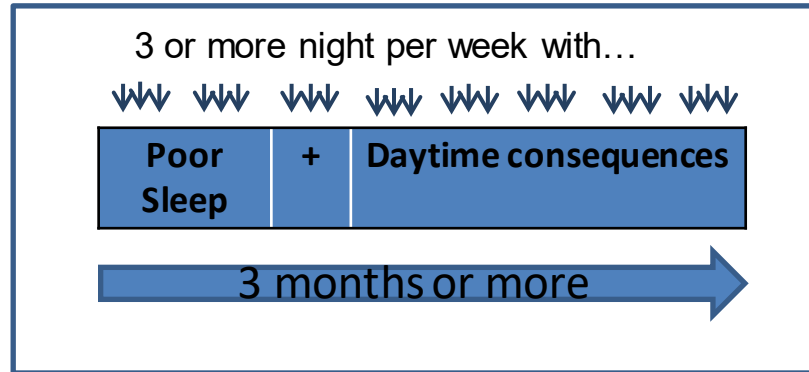 3 or more night per week with…
Poor + Daytime consequences
Sleep
3 months or more